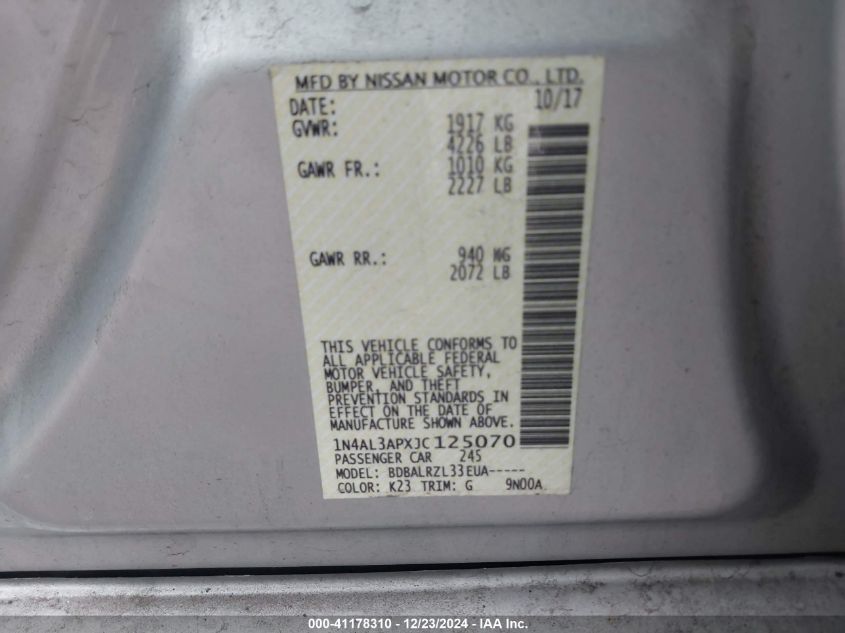 MFD BY NISSAN MOTOR CO., LTD.
DATE: 10/17
GVWR: 1917 KG
4226 LB
GAWR FR.: 1010 KG
2227 LB
GAWR RR.: 940 KG
2072 LB
THIS VEHICLE CONFORMS TO
ALL APPLICABLE FEDERAL
MOTOR VEHICLE SAFETY,
BUMPER, AND THEFT
PREVENTION STANDARDS IN
EFFECT ON THE DATE OF
MANUFACTURE SHOWN ABOVE.
1N4AL3APXJC125070
PASSENGER CAR 245
MODEL: BDBALRZL33EUA-----
COLOR: K23 TRIM: G 9N00A
000-41178310 - 12/23/2024 - IAAI Inc.